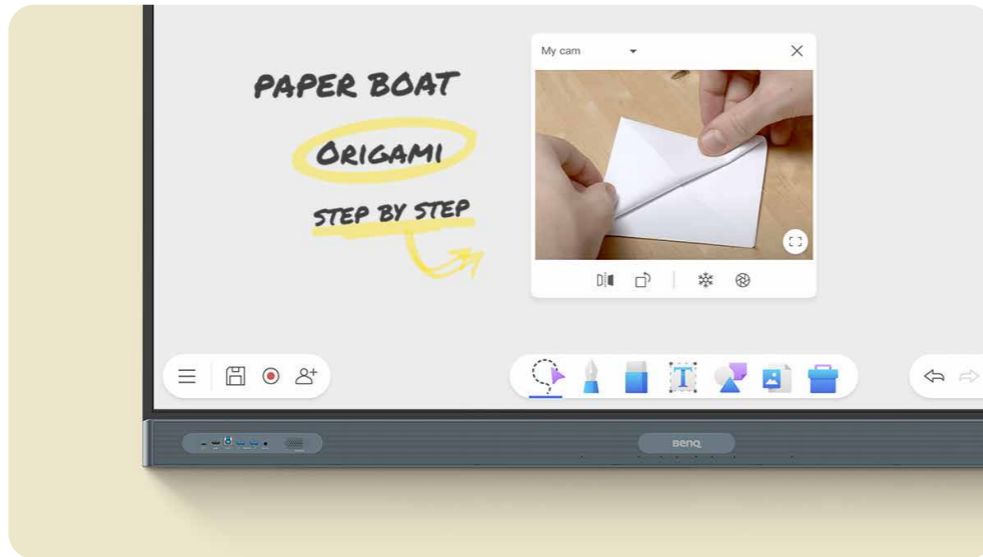 PAPER BOAT
ORIGAMI
STEP BY STEP
My cam
T
BenQ